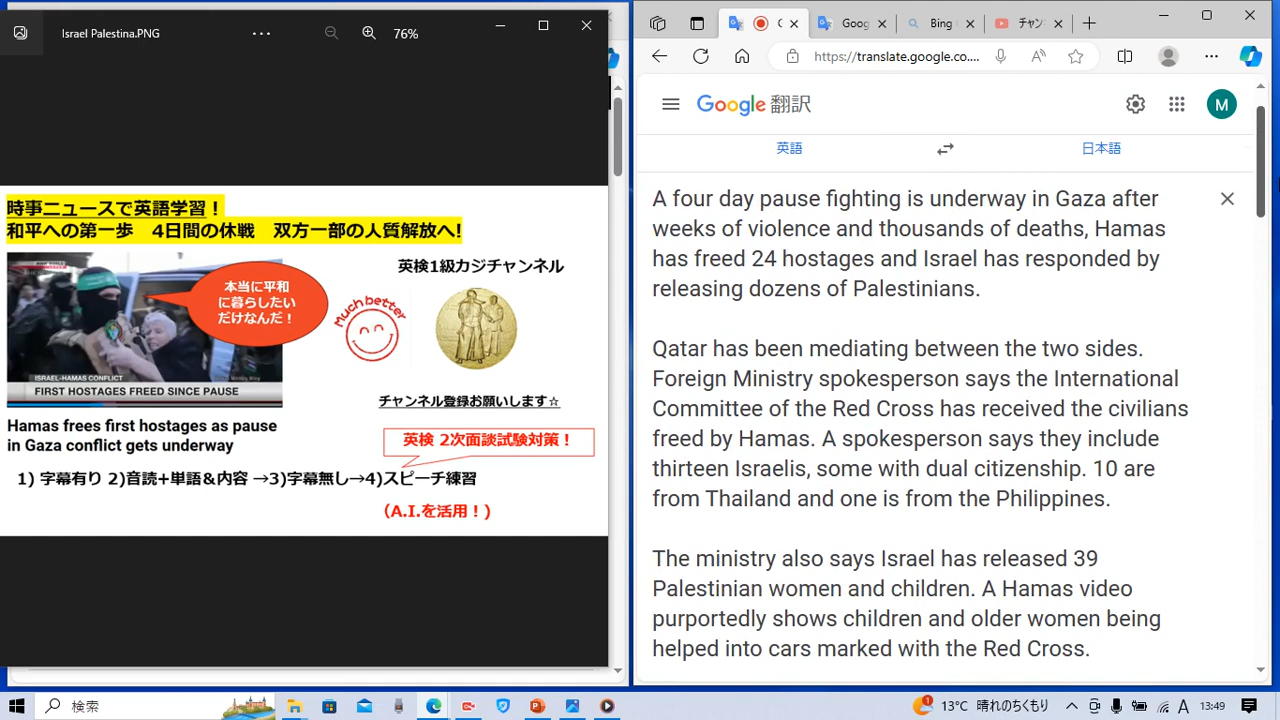 Israel Palestina.PNG
76%
時事ニュースで英語学習！
和平への第一歩　4日間の休戦　双方一部の人質解放へ!
英検1級カジチャンネル
本当に平和
に暮らしたい
だけなんだ！
Much better
ISRAEL-HAMAS CONFLICT
FIRST HOSTAGES FREED SINCE PAUSE
チャンネル登録お願いします☆
Hamas frees first hostages as pause
in Gaza conflict gets underway
英検 2次面談試験対策！
1) 字幕有り 2)音読+単語＆内容 →3)字幕無し→4)スピーチ練習
（A.I.を活用！）
Goog
Bing
チャン
https://translate.google.co....
Google 翻訳
M
英語
日本語
A four day pause fighting is underway in Gaza after
weeks of violence and thousands of deaths, Hamas
has freed 24 hostages and Israel has responded by
releasing dozens of Palestinians.
Qatar has been mediating between the two sides.
Foreign Ministry spokesperson says the International
Committee of the Red Cross has received the civilians
freed by Hamas. A spokesperson says they include
thirteen Israelis, some with dual citizenship. 10 are
from Thailand and one is from the Philippines.
The ministry also says Israel has released 39
Palestinian women and children. A Hamas video
purportedly shows children and older women being
helped into cars marked with the Red Cross.
検索
1
13°C 晴れのちくもり
A
13:49